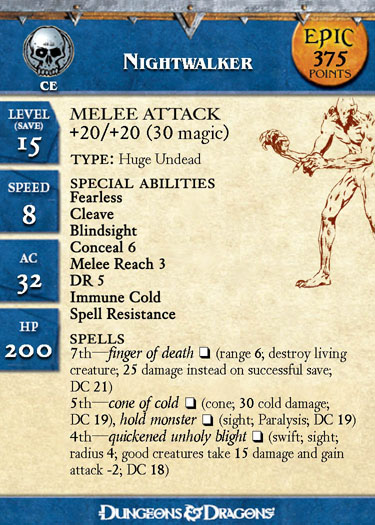 EPIC
375
POINTS
NIGHTWALKER
CE
LEVEL
(SAVE)
15
SPEED
8
AC
32
HP
200
MELEE ATTACK
+20/+20 (30 magic)
TYPE: Huge Undead
SPECIAL ABILITIES
Fearless
Cleave
Blindsight
Conceal 6
Melee Reach 3
DR 5
Immune Cold
Spell Resistance
SPELLS
7th—finger of death ❏ (range 6; destroy living
creature; 25 damage instead on successful save;
DC 21)
5th—cone of cold ❏ (cone; 30 cold damage;
DC 19), hold monster ❏ (sight; Paralysis; DC 19)
4th—quickened unholy blight ❏ (swift; sight;
radius 4; good creatures take 15 damage and gain
attack -2; DC 18)
DUNGEONS & DRAGONS